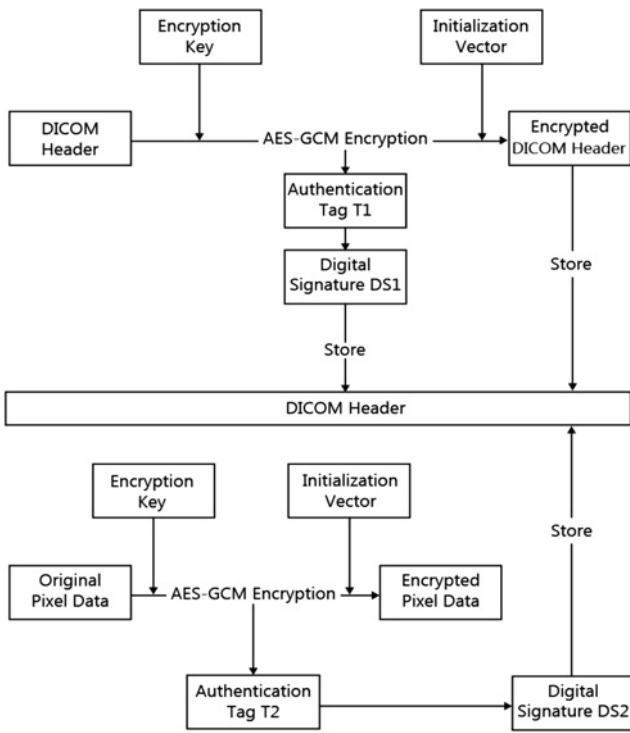 Encryption
Key
Initialization
Vector
DICOM
Header
AES-GCM Encryption
Encrypted
DICOM Header
Authentication
Tag T1
Digital
Signature DS1
Store
Store
DICOM Header
Encryption
Key
Initialization
Vector
Store
Original
Pixel Data
AES-GCM Encryption
Encrypted
Pixel Data
Authentication
Tag T2
Digital
Signature DS2